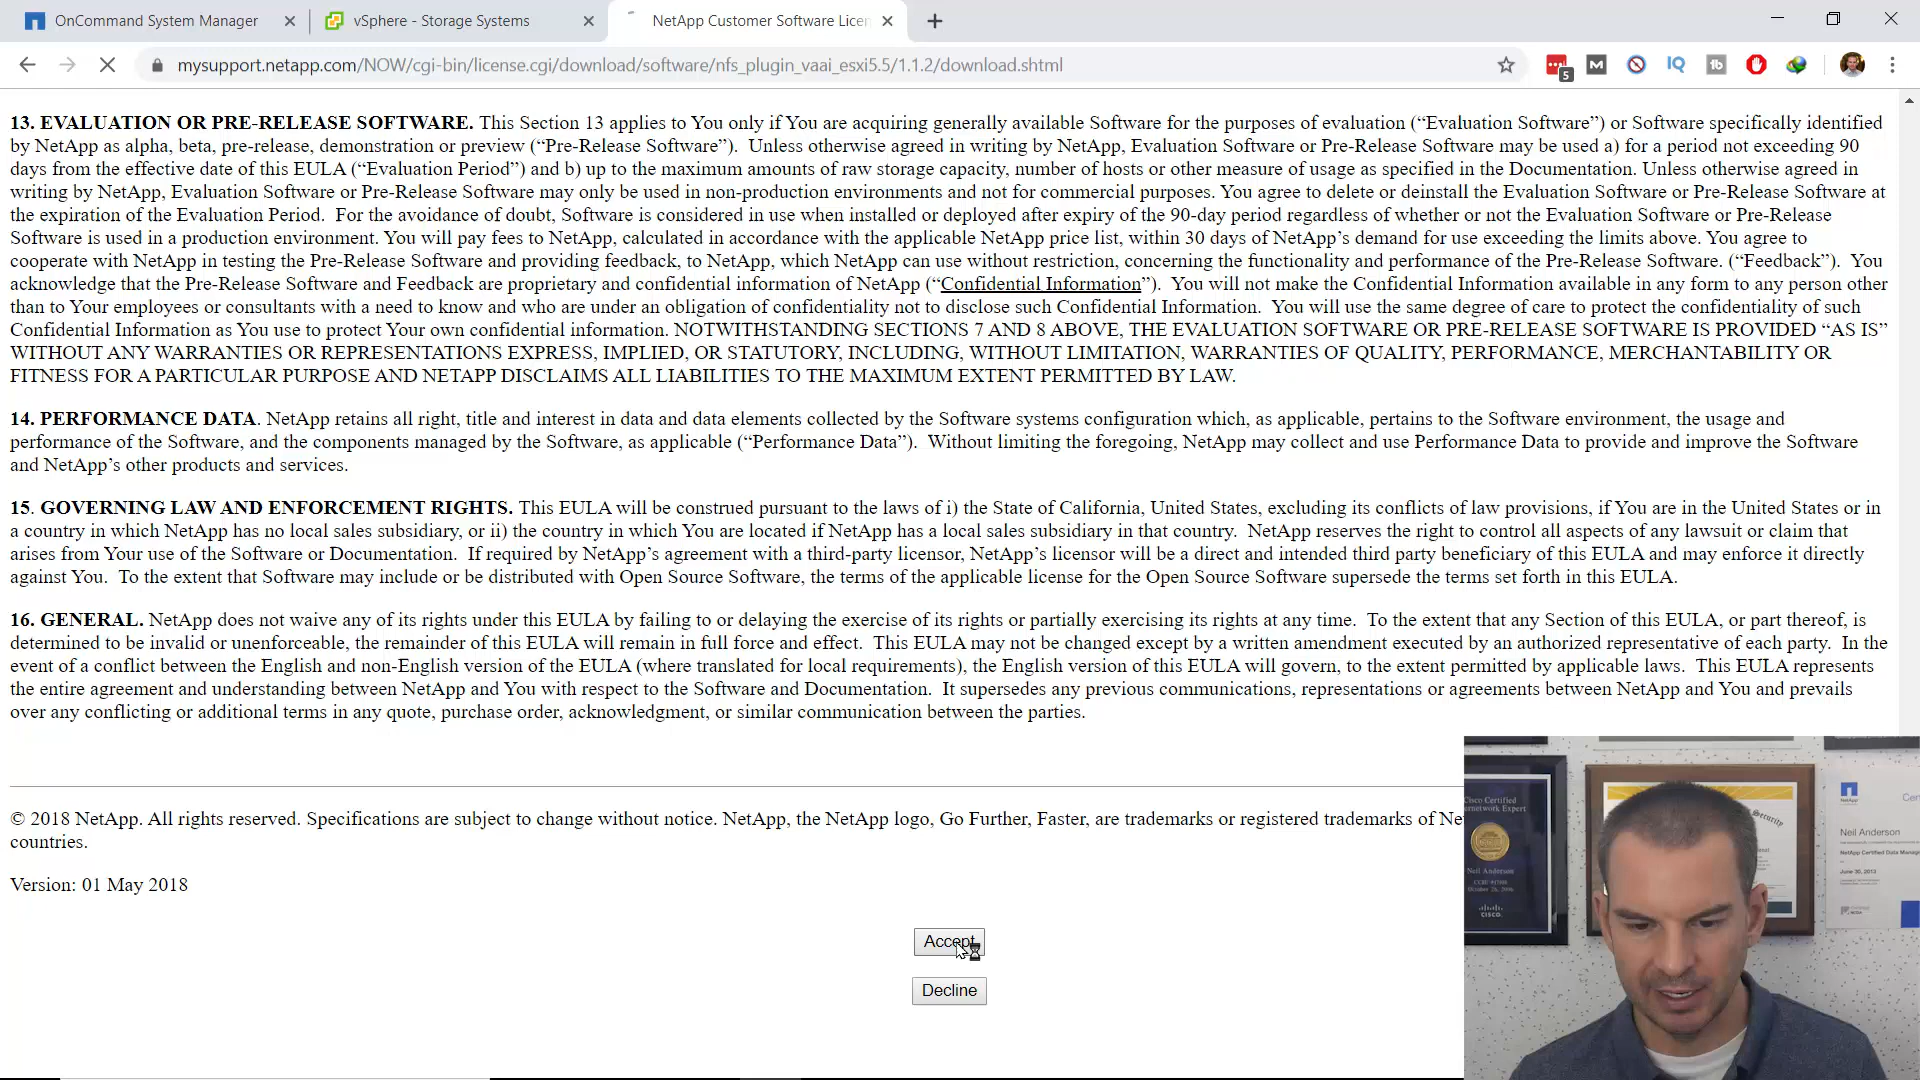 OnCommand System Manager
vSphere - Storage Systems
NetApp Customer Software Licen
mysupport.netapp.com/NOW/cgi-bin/license.cgi/download/software/nfs_plugin_vaai_esxi5.5/1.1.2/download.shtml
5
M
IQ
tb
13. EVALUATION OR PRE-RELEASE SOFTWARE. This Section 13 applies to You only if You are acquiring generally available Software for the purposes of evaluation (“Evaluation Software”) or Software specifically identified
by NetApp as alpha, beta, pre-release, demonstration or preview (“Pre-Release Software”). Unless otherwise agreed in writing by NetApp, Evaluation Software or Pre-Release Software may be used a) for a period not exceeding 90
days from the effective date of this EULA (“Evaluation Period”) and b) up to the maximum amounts of raw storage capacity, number of hosts or other measure of usage as specified in the Documentation. Unless otherwise agreed in
writing by NetApp, Evaluation Software or Pre-Release Software may only be used in non-production environments and not for commercial purposes. You agree to delete or deinstall the Evaluation Software or Pre-Release Software at
the expiration of the Evaluation Period. For the avoidance of doubt, Software is considered in use when installed or deployed after expiry of the 90-day period regardless of whether or not the Evaluation Software or Pre-Release
Software is used in a production environment. You will pay fees to NetApp, calculated in accordance with the applicable NetApp price list, within 30 days of NetApp’s demand for use exceeding the limits above. You agree to
cooperate with NetApp in testing the Pre-Release Software and providing feedback, to NetApp, which NetApp can use without restriction, concerning the functionality and performance of the Pre-Release Software. (“Feedback”). You
acknowledge that the Pre-Release Software and Feedback are proprietary and confidential information of NetApp (“Confidential Information”). You will not make the Confidential Information available in any form to any person other
than to Your employees or consultants with a need to know and who are under an obligation of confidentiality not to disclose such Confidential Information. You will use the same degree of care to protect the confidentiality of such
Confidential Information as You use to protect Your own confidential information. NOTWITHSTANDING SECTIONS 7 AND 8 ABOVE, THE EVALUATION SOFTWARE OR PRE-RELEASE SOFTWARE IS PROVIDED “AS IS”
WITHOUT ANY WARRANTIES OR REPRESENTATIONS EXPRESS, IMPLIED, OR STATUTORY, INCLUDING, WITHOUT LIMITATION, WARRANTIES OF QUALITY, PERFORMANCE, MERCHANTABILITY OR
FITNESS FOR A PARTICULAR PURPOSE AND NETAPP DISCLAIMS ALL LIABILITIES TO THE MAXIMUM EXTENT PERMITTED BY LAW.
14. PERFORMANCE DATA. NetApp retains all right, title and interest in data and data elements collected by the Software systems configuration which, as applicable, pertains to the Software environment, the usage and
performance of the Software, and the components managed by the Software, as applicable (“Performance Data”). Without limiting the foregoing, NetApp may collect and use Performance Data to provide and improve the Software
and NetApp’s other products and services.
15. GOVERNING LAW AND ENFORCEMENT RIGHTS. This EULA will be construed pursuant to the laws of i) the State of California, United States, excluding its conflicts of law provisions, if You are in the United States or in
a country in which NetApp has no local sales subsidiary, or ii) the country in which You are located if NetApp has a local sales subsidiary in that country. NetApp reserves the right to control all aspects of any lawsuit or claim that
arises from Your use of the Software or Documentation. If required by NetApp’s agreement with a third-party licensor, NetApp’s licensor will be a direct and intended third party beneficiary of this EULA and may enforce it directly
against You. To the extent that Software may include or be distributed with Open Source Software, the terms of the applicable license for the Open Source Software supersede the terms set forth in this EULA.
16. GENERAL. NetApp does not waive any of its rights under this EULA by failing to or delaying the exercise of its rights or partially exercising its rights at any time. To the extent that any Section of this EULA, or part thereof, is
determined to be invalid or unenforceable, the remainder of this EULA will remain in full force and effect. This EULA may not be changed except by a written amendment executed by an authorized representative of each party. In the
event of a conflict between the English and non-English version of the EULA (where translated for local requirements), the English version of this EULA will govern, to the extent permitted by applicable laws. This EULA represents
the entire agreement and understanding between NetApp and You with respect to the Software and Documentation. It supersedes any previous communications, representations or agreements between NetApp and You and prevails
over any conflicting or additional terms in any quote, purchase order, acknowledgment, or similar communication between the parties.
© 2018 NetApp. All rights reserved. Specifications are subject to change without notice. NetApp, the NetApp logo, Go Further, Faster, are trademarks or registered trademarks of Ne
countries.
Version: 01 May 2018
Accept
Decline
Cisco Certified
Internetwork Expert
Neil Anderson
CISCO
Security
NetApp
Cer
Neil Anderson
NetApp Certified Data Manag
June 30, 2013